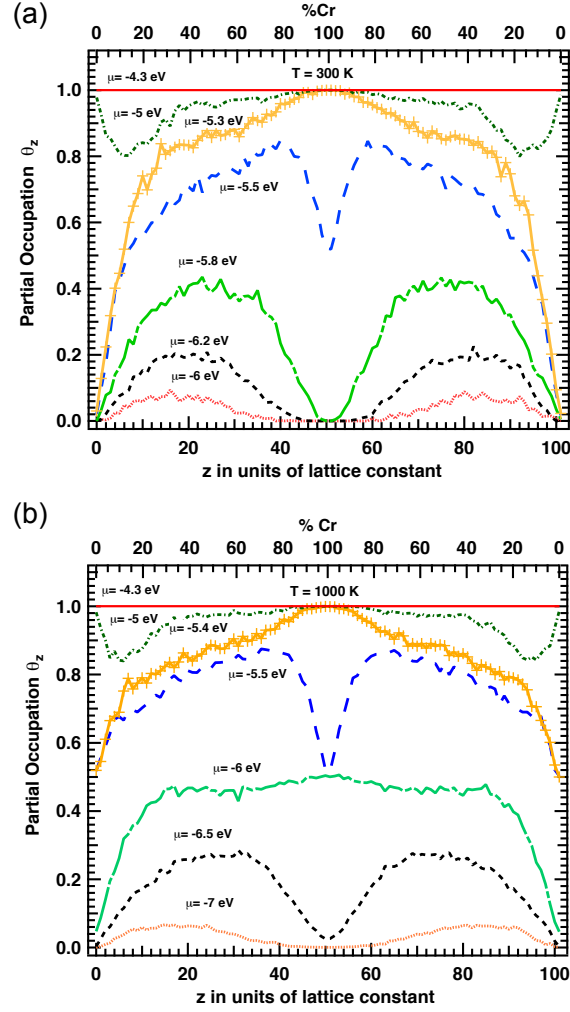 (a)
%Cr
0 20 40 60 80 100 80 60 40 20 0
μ= -4.3 eV
T = 300 K
1.0
μ= -5 eV
μ= -5.3 eV
0.8
μ= -5.5 eV
0.6
μ= -5.8 eV
0.4
μ= -6.2 eV
0.2
μ= -6 eV
0.0
Partial Occupation θz
0 20 40 60 80 100
z in units of lattice constant
(b)
% Cr
0 20 40 60 80 100 80 60 40 20 0
μ= -4.3 eV
T = 1000 K
1.0
μ= -5 eV
μ= -5.4 eV
0.8
μ= -5.5 eV
0.6
μ= -6 eV
0.4
μ= -6.5 eV
0.2
μ= -7 eV
0.0
Partial Occupation θz
0 20 40 60 80 100
z in units of lattice constant